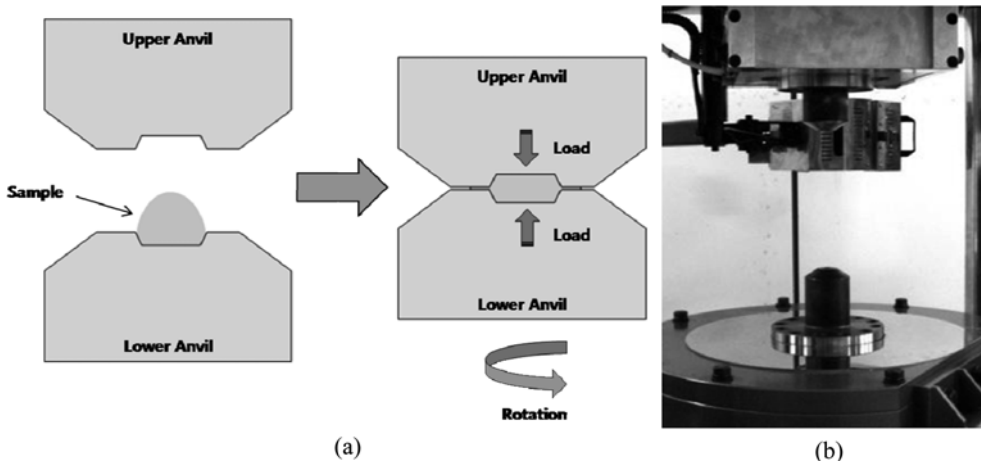 Upper Anvil
Sample
Lower Anvil
Upper Anvil
Load
Load
Lower Anvil
Rotation
(a)
(b)